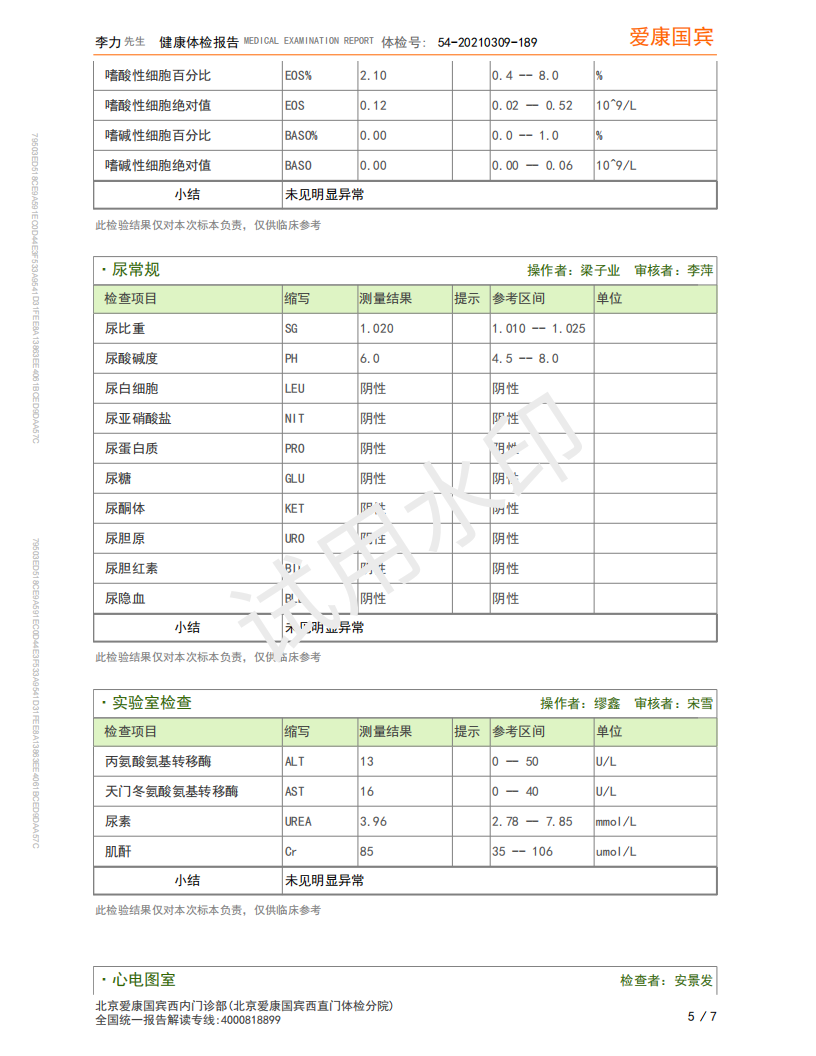 李力 先生 健康体检报告 MEDICAL EXAMINATION REPORT 体检号: 54-20210309-189 爱康国宾
嗜酸性细胞百分比 EOS% 2.10 0.4 -- 8.0 %
嗜酸性细胞绝对值 EOS 0.12 0.02 -- 0.52 10^9/L
嗜碱性细胞百分比 BASO% 0.00 0.0 -- 1.0 %
嗜碱性细胞绝对值 BASO 0.00 0.00 -- 0.06 10^9/L
小结 未见明显异常
此检验结果仅对本次标本负责，仅供临床参考
·尿常规 操作者: 梁子业 审核者: 李萍
检查项目 缩写 测量结果 提示 参考区间 单位
尿比重 SG 1.020 1.010 -- 1.025
尿酸碱度 PH 6.0 4.5 -- 8.0
尿白细胞 LEU 阴性 阴性
尿亚硝酸盐 NIT 阴性 阴性
尿蛋白质 PRO 阴性 阴性
尿糖 GLU 阴性 阴性
尿酮体 KET 阴性 阴性
尿胆原 URO 阴性 阴性
尿胆红素 阴性 阴性
尿隐血 阴性 阴性
小结 未见明显异常
此检验结果仅对本次标本负责，仅供临床参考
试用水印
·实验室检查 操作者: 缪鑫 审核者: 宋雪
检查项目 缩写 测量结果 提示 参考区间 单位
丙氨酸氨基转移酶 ALT 13 0 -- 50 U/L
天门冬氨酸氨基转移酶 AST 16 0 -- 40 U/L
尿素 UREA 3.96 2.78 -- 7.85 mmol/L
肌酐 Cr 85 35 -- 106 umol/L
小结 未见明显异常
此检验结果仅对本次标本负责，仅供临床参考
·心电图室 检查者: 安景发
北京爱康国宾西内门诊部(北京爱康国宾西直门体检分院)
全国统一报告解读专线:4000818899
5 / 7